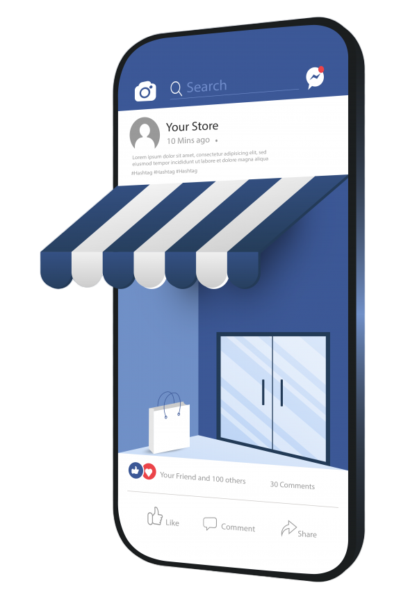 Search
Your Store
10 Mins ago
Lorem ipsum dolor sit amet, consectetur adipiscing elit, sed
eiusmod tempor incididunt ut labore et dolore magna aliqua
#Hashtag #Hashtag #Hashtag
Your Friend and 100 others
30 Comments
Like
Comment
Share